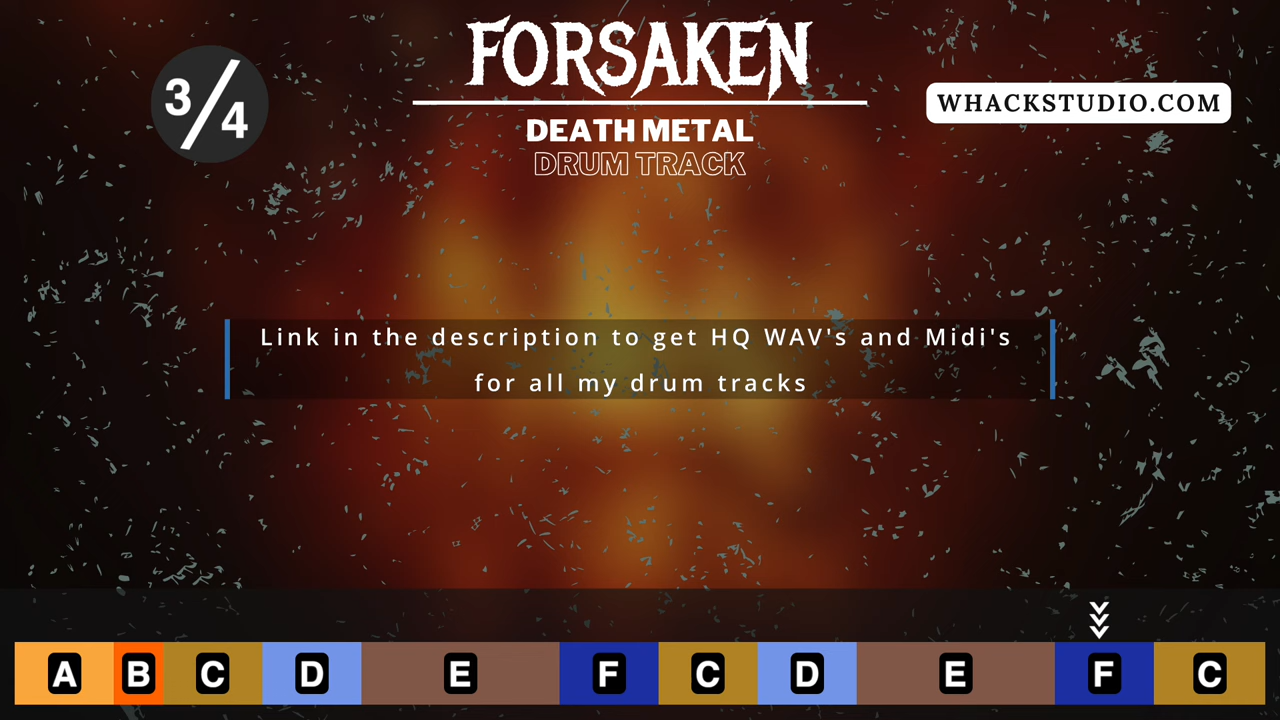 FORSAKEN
3/4
WHACKSTUDIO.COM
DEATH METAL
DRUM TRACK
Link in the description to get HQ WAV's and Midi's
for all my drum tracks
A B C D E F C D E F C